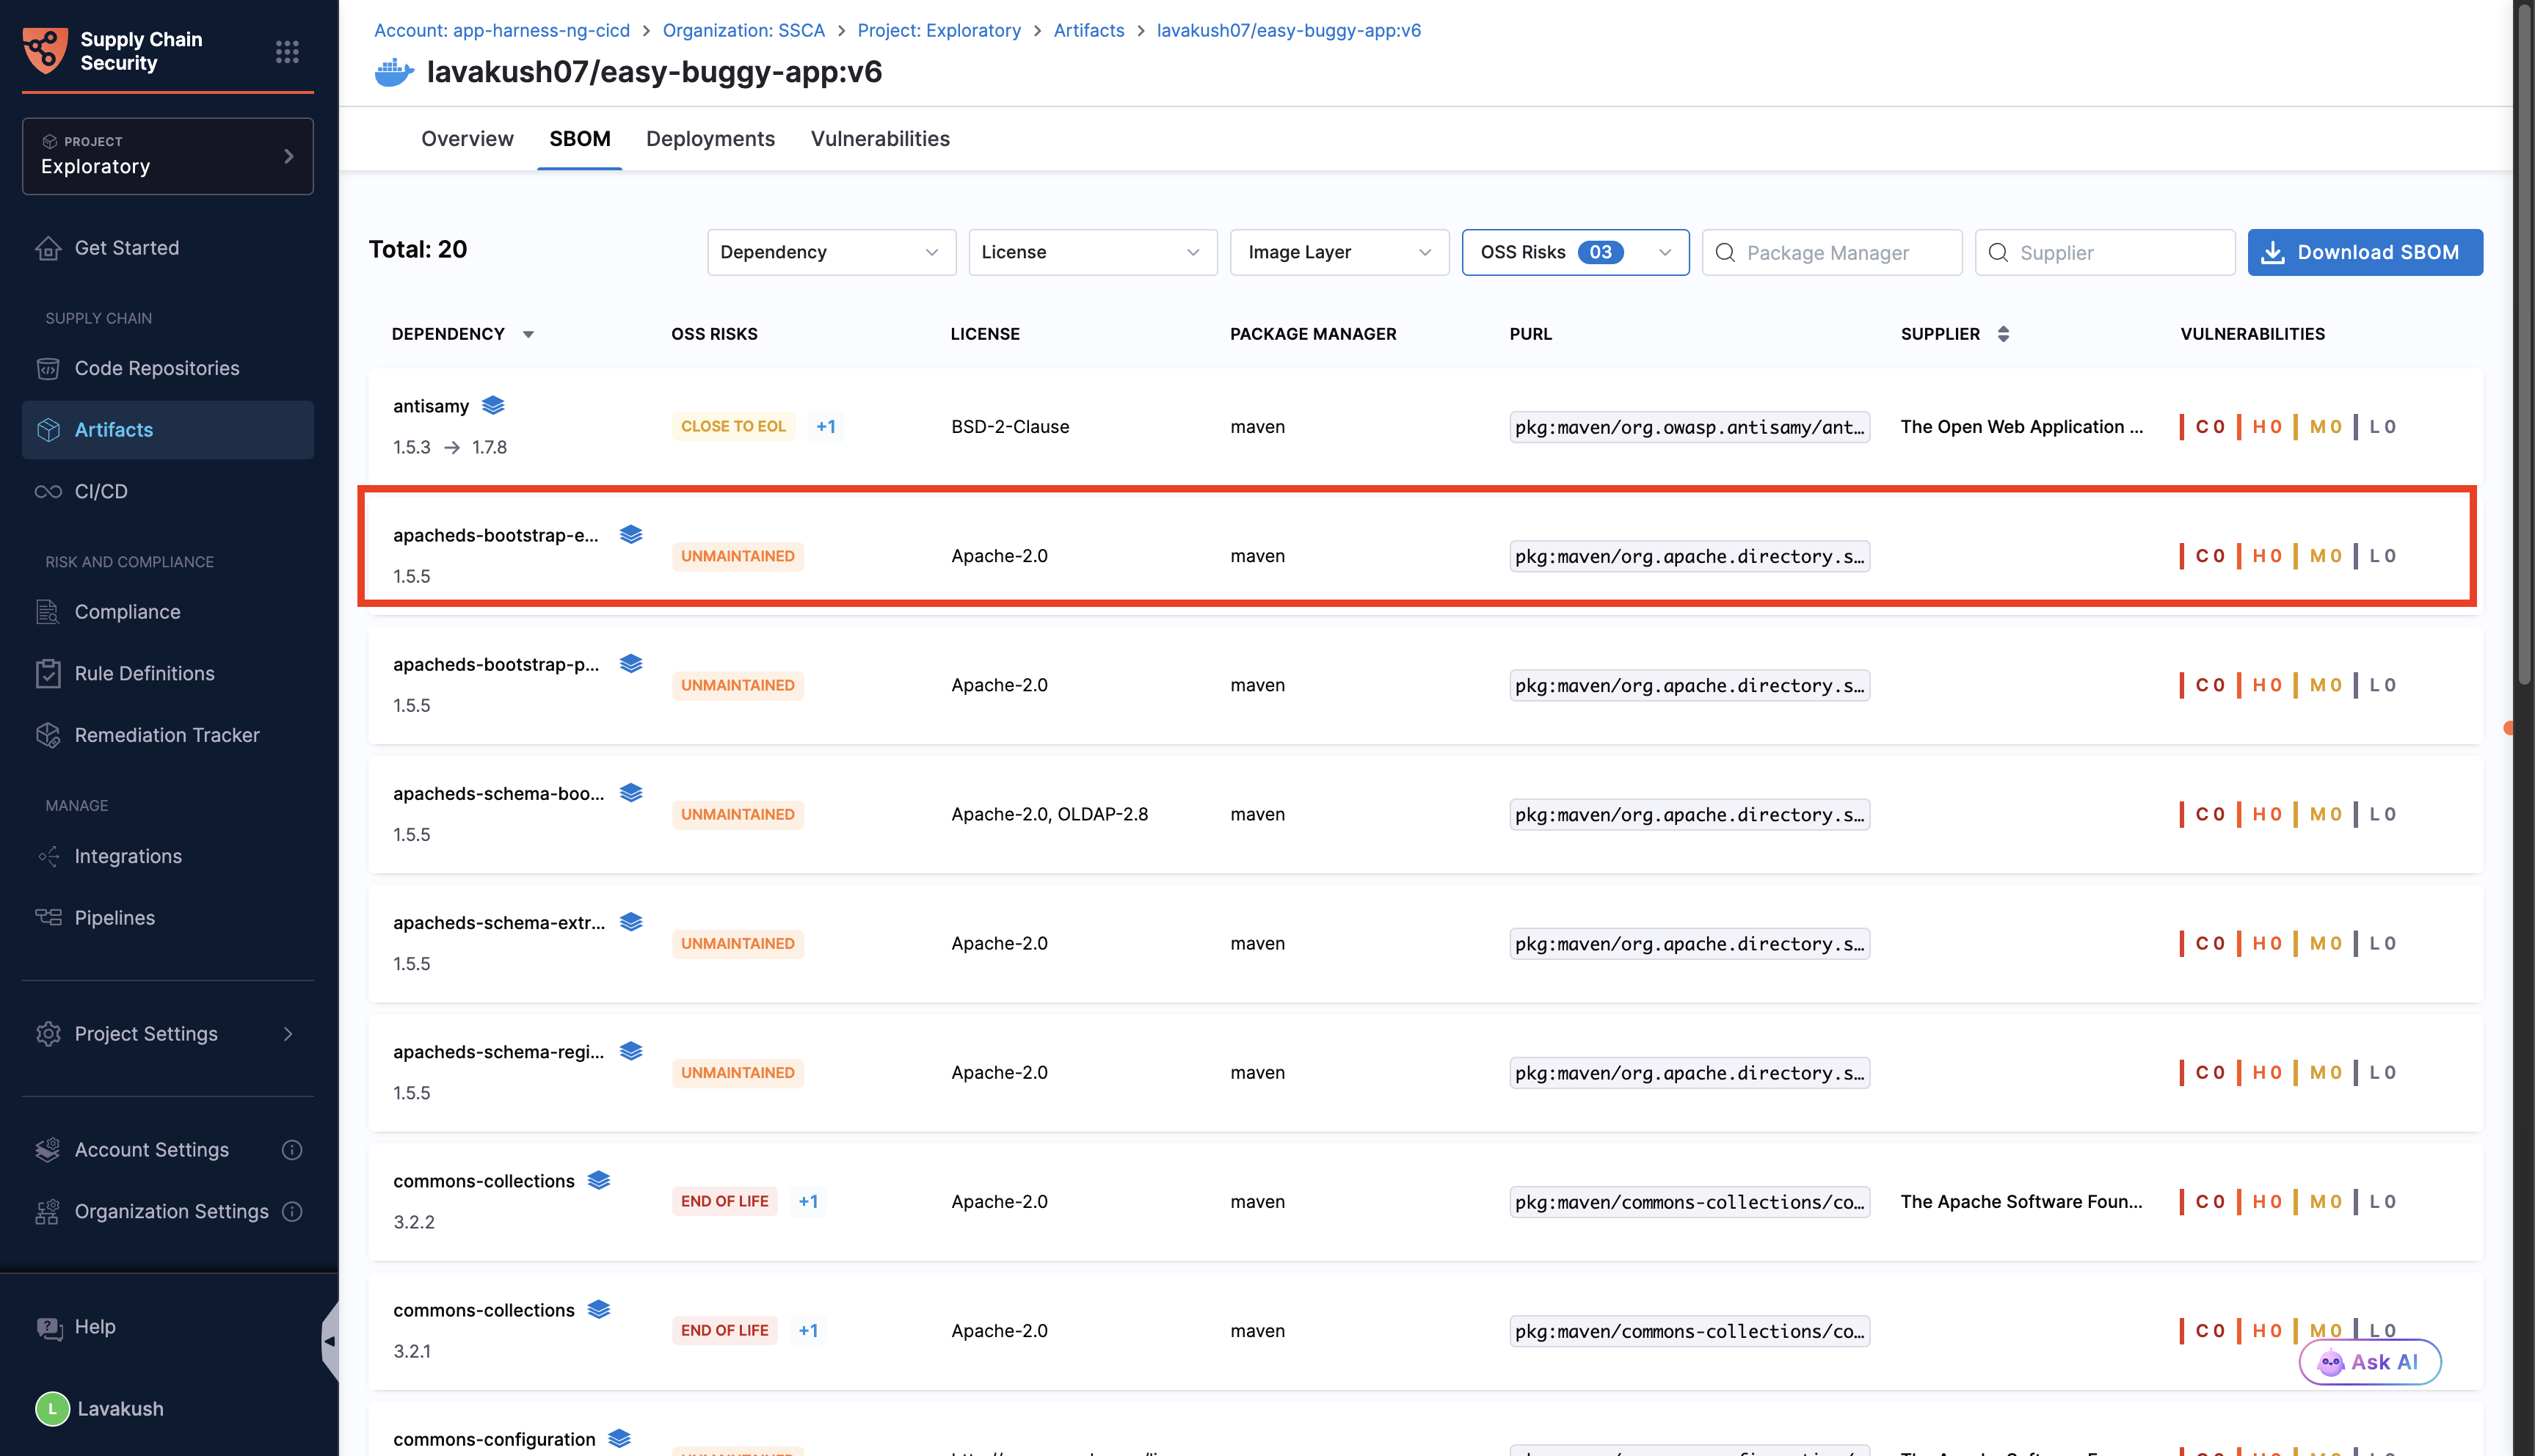 Supply Chain
Security
PROJECT
Exploratory
Get Started
SUPPLY CHAIN
Code Repositories
Artifacts
CI/CD
RISK AND COMPLIANCE
Compliance
Rule Definitions
Remediation Tracker
MANAGE
Integrations
Pipelines
Project Settings
Account Settings
Organization Settings
Help
L Lavakush
Account: app-harness-ng-cicd > Organization: SSCA > Project: Exploratory > Artifacts > lavakush07/easy-buggy-app:v6
lavakush07/easy-buggy-app:v6
Overview SBOM Deployments Vulnerabilities
Total: 20 Dependency License Image Layer OSS Risks 03 Package Manager Supplier Download SBOM
DEPENDENCY OSS RISKS LICENSE PACKAGE MANAGER PURL SUPPLIER VULNERABILITIES
antisamy
1.5.3 → 1.7.8
CLOSE TO EOL +1 BSD-2-Clause maven pkg:maven/org.owasp.antisamy/ant… The Open Web Application ... C 0 H 0 M 0 L 0
apacheds-bootstrap-e...
1.5.5
UNMAINTAINED Apache-2.0 maven pkg:maven/org.apache.directory.s… C 0 H 0 M 0 L 0
apacheds-bootstrap-p...
1.5.5
UNMAINTAINED Apache-2.0 maven pkg:maven/org.apache.directory.s… C 0 H 0 M 0 L 0
apacheds-schema-boo...
1.5.5
UNMAINTAINED Apache-2.0, OLDAP-2.8 maven pkg:maven/org.apache.directory.s… C 0 H 0 M 0 L 0
apacheds-schema-extr...
1.5.5
UNMAINTAINED Apache-2.0 maven pkg:maven/org.apache.directory.s… C 0 H 0 M 0 L 0
apacheds-schema-regi...
1.5.5
UNMAINTAINED Apache-2.0 maven pkg:maven/org.apache.directory.s… C 0 H 0 M 0 L 0
commons-collections
3.2.2
END OF LIFE +1 Apache-2.0 maven pkg:maven/commons-collections/co… The Apache Software Foun... C 0 H 0 M 0 L 0
commons-collections
3.2.1
END OF LIFE +1 Apache-2.0 maven pkg:maven/commons-collections/co… C 0 H 0 M 0 L 0
Ask AI
commons-configuration